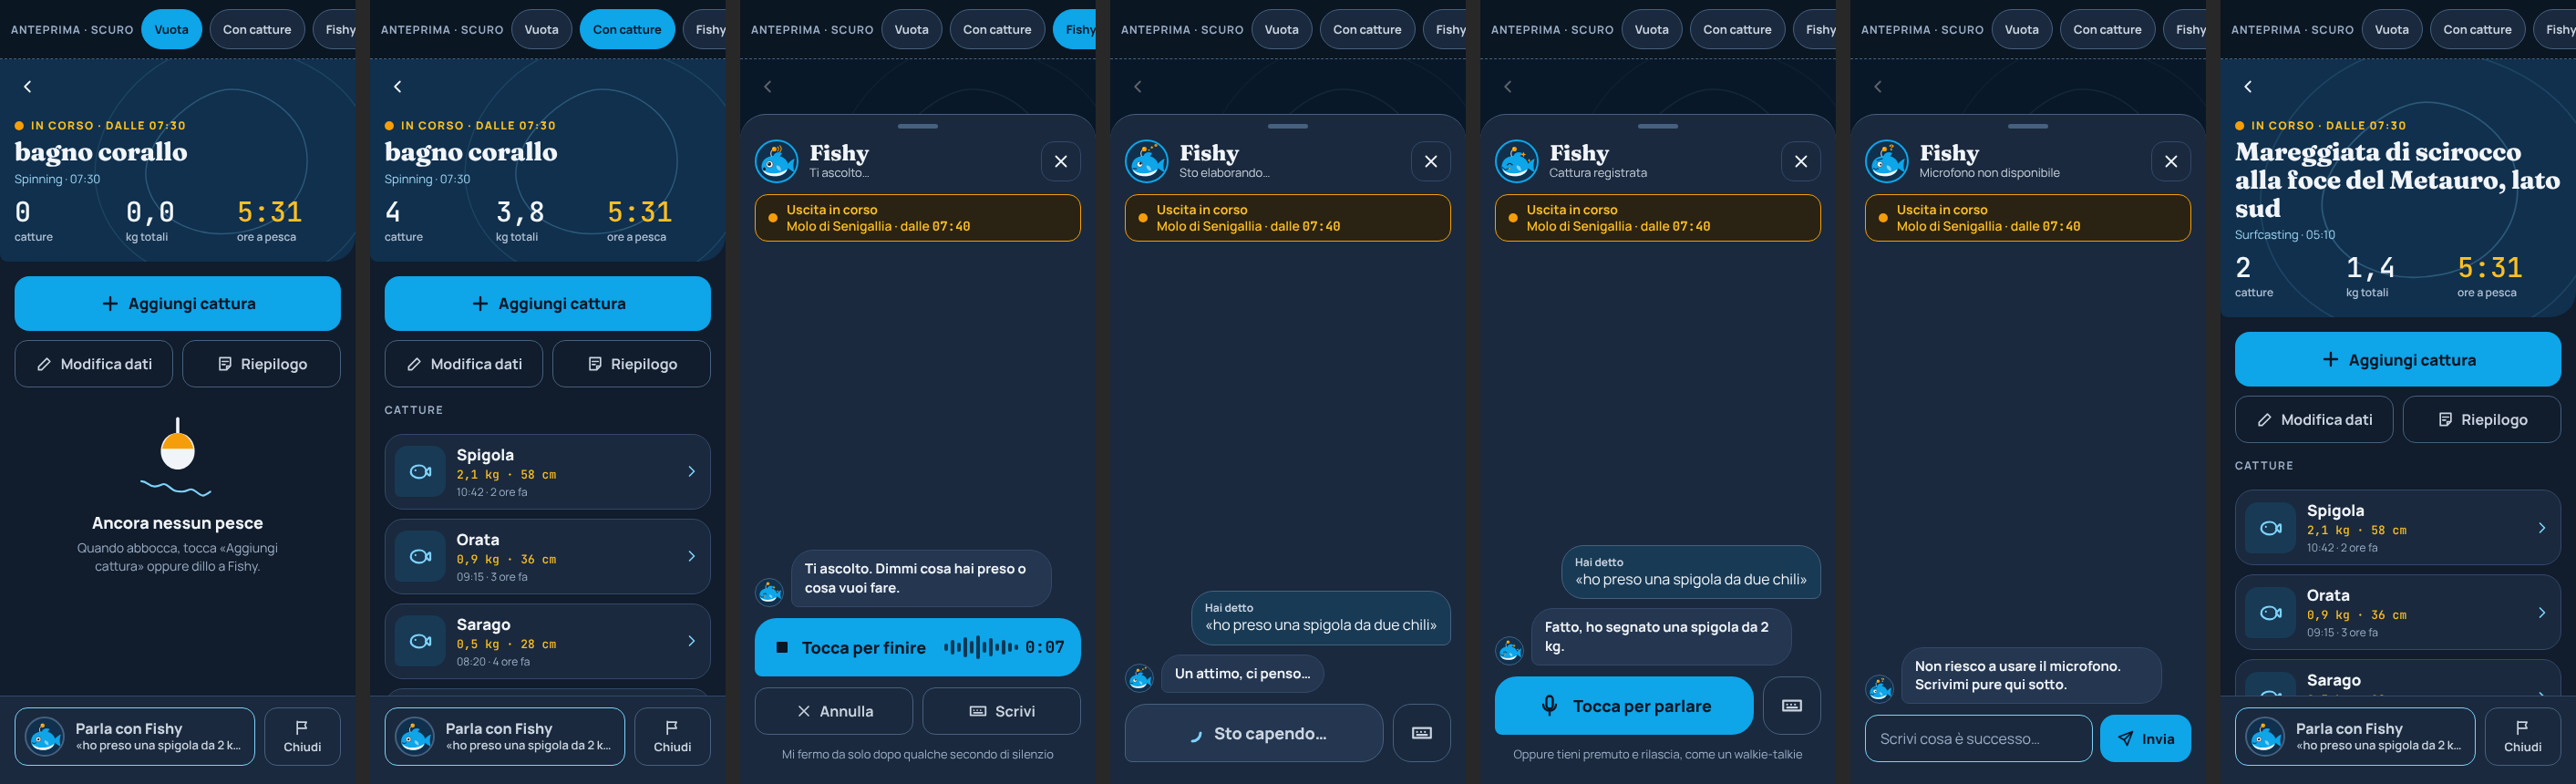 ANTEPRIMA · SCURO Vuota Con catture Fishy
IN CORSO · DALLE 07:30
bagno corallo
Spinning · 07:30
0 0,0 5:31
catture kg totali ore a pesca
Aggiungi cattura
Modifica dati Riepilogo
Ancora nessun pesce
Quando abbocca, tocca «Aggiungi
cattura» oppure dillo a Fishy.
Parla con Fishy
«ho preso una spigola da 2 k...
Chiudi
ANTEPRIMA · SCURO Vuota Con catture Fishy
IN CORSO · DALLE 07:30
bagno corallo
Spinning · 07:30
4 3,8 5:31
catture kg totali ore a pesca
Aggiungi cattura
Modifica dati Riepilogo
CATTURE
Spigola
2,1 kg · 58 cm
10:42 · 2 ore fa
Orata
0,9 kg · 36 cm
09:15 · 3 ore fa
Sarago
0,5 kg · 28 cm
08:20 · 4 ore fa
Parla con Fishy
«ho preso una spigola da 2 k...
Chiudi
ANTEPRIMA · SCURO Vuota Con catture Fishy
Fishy
Ti ascolto...
Uscita in corso
Molo di Senigallia · dalle 07:40
Ti ascolto. Dimmi cosa hai preso o
cosa vuoi fare.
Tocca per finire 0:07
Annulla Scrivi
Mi fermo da solo dopo qualche secondo di silenzio
ANTEPRIMA · SCURO Vuota Con catture Fishy
Fishy
Sto elaborando...
Uscita in corso
Molo di Senigallia · dalle 07:40
Hai detto
«ho preso una spigola da due chili»
Un attimo, ci penso...
Sto capendo...
ANTEPRIMA · SCURO Vuota Con catture Fishy
Fishy
Cattura registrata
Uscita in corso
Molo di Senigallia · dalle 07:40
Hai detto
«ho preso una spigola da due chili»
Fatto, ho segnato una spigola da 2
kg.
Tocca per parlare
Oppure tieni premuto e rilascia, come un walkie-talkie
ANTEPRIMA · SCURO Vuota Con catture Fishy
Fishy
Microfono non disponibile
Uscita in corso
Molo di Senigallia · dalle 07:40
Non riesco a usare il microfono.
Scrivimi pure qui sotto.
Scrivi cosa è successo... Invia
ANTEPRIMA · SCURO Vuota Con catture Fishy
IN CORSO · DALLE 07:30
Mareggiata di scirocco
alla foce del Metauro, lato
sud
Surfcasting · 05:10
2 1,4 5:31
catture kg totali ore a pesca
Aggiungi cattura
Modifica dati Riepilogo
CATTURE
Spigola
2,1 kg · 58 cm
10:42 · 2 ore fa
Orata
0,9 kg · 36 cm
09:15 · 3 ore fa
Sarago
Parla con Fishy
«ho preso una spigola da 2 k...
Chiudi